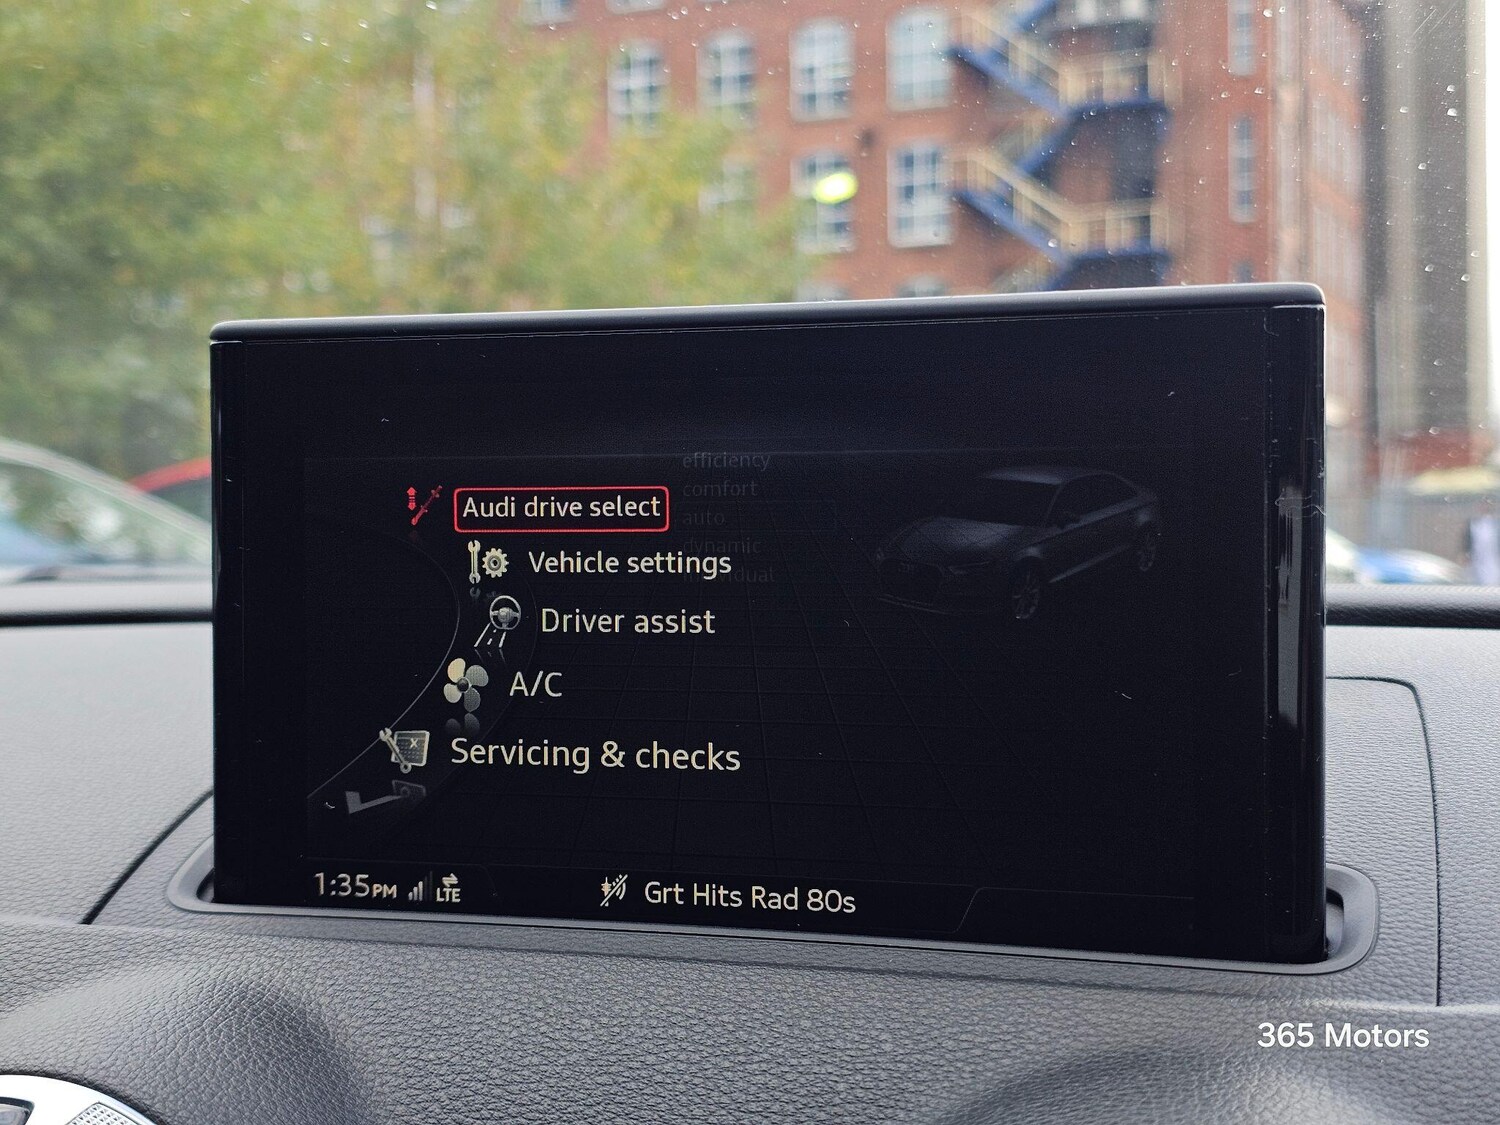 efficiency
comfort
auto
dynamic
individual
Audi drive select
Vehicle settings
Driver assist
A/C
Servicing & checks
1:35PM LTE
Grt Hits Rad 80s
365 Motors